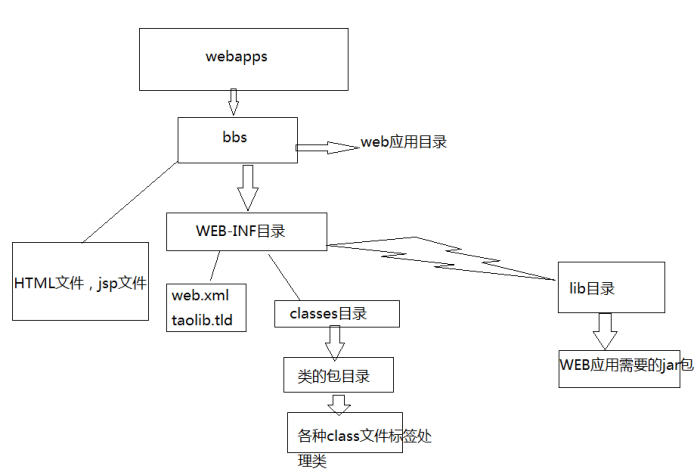 webapps
bbs
web应用目录
WEB-INF目录
HTML文件，jsp文件
lib目录
web.xml
taolib.tld
classes目录
WEB应用需要的jar包
类的包目录
各种class文件标签处
理类